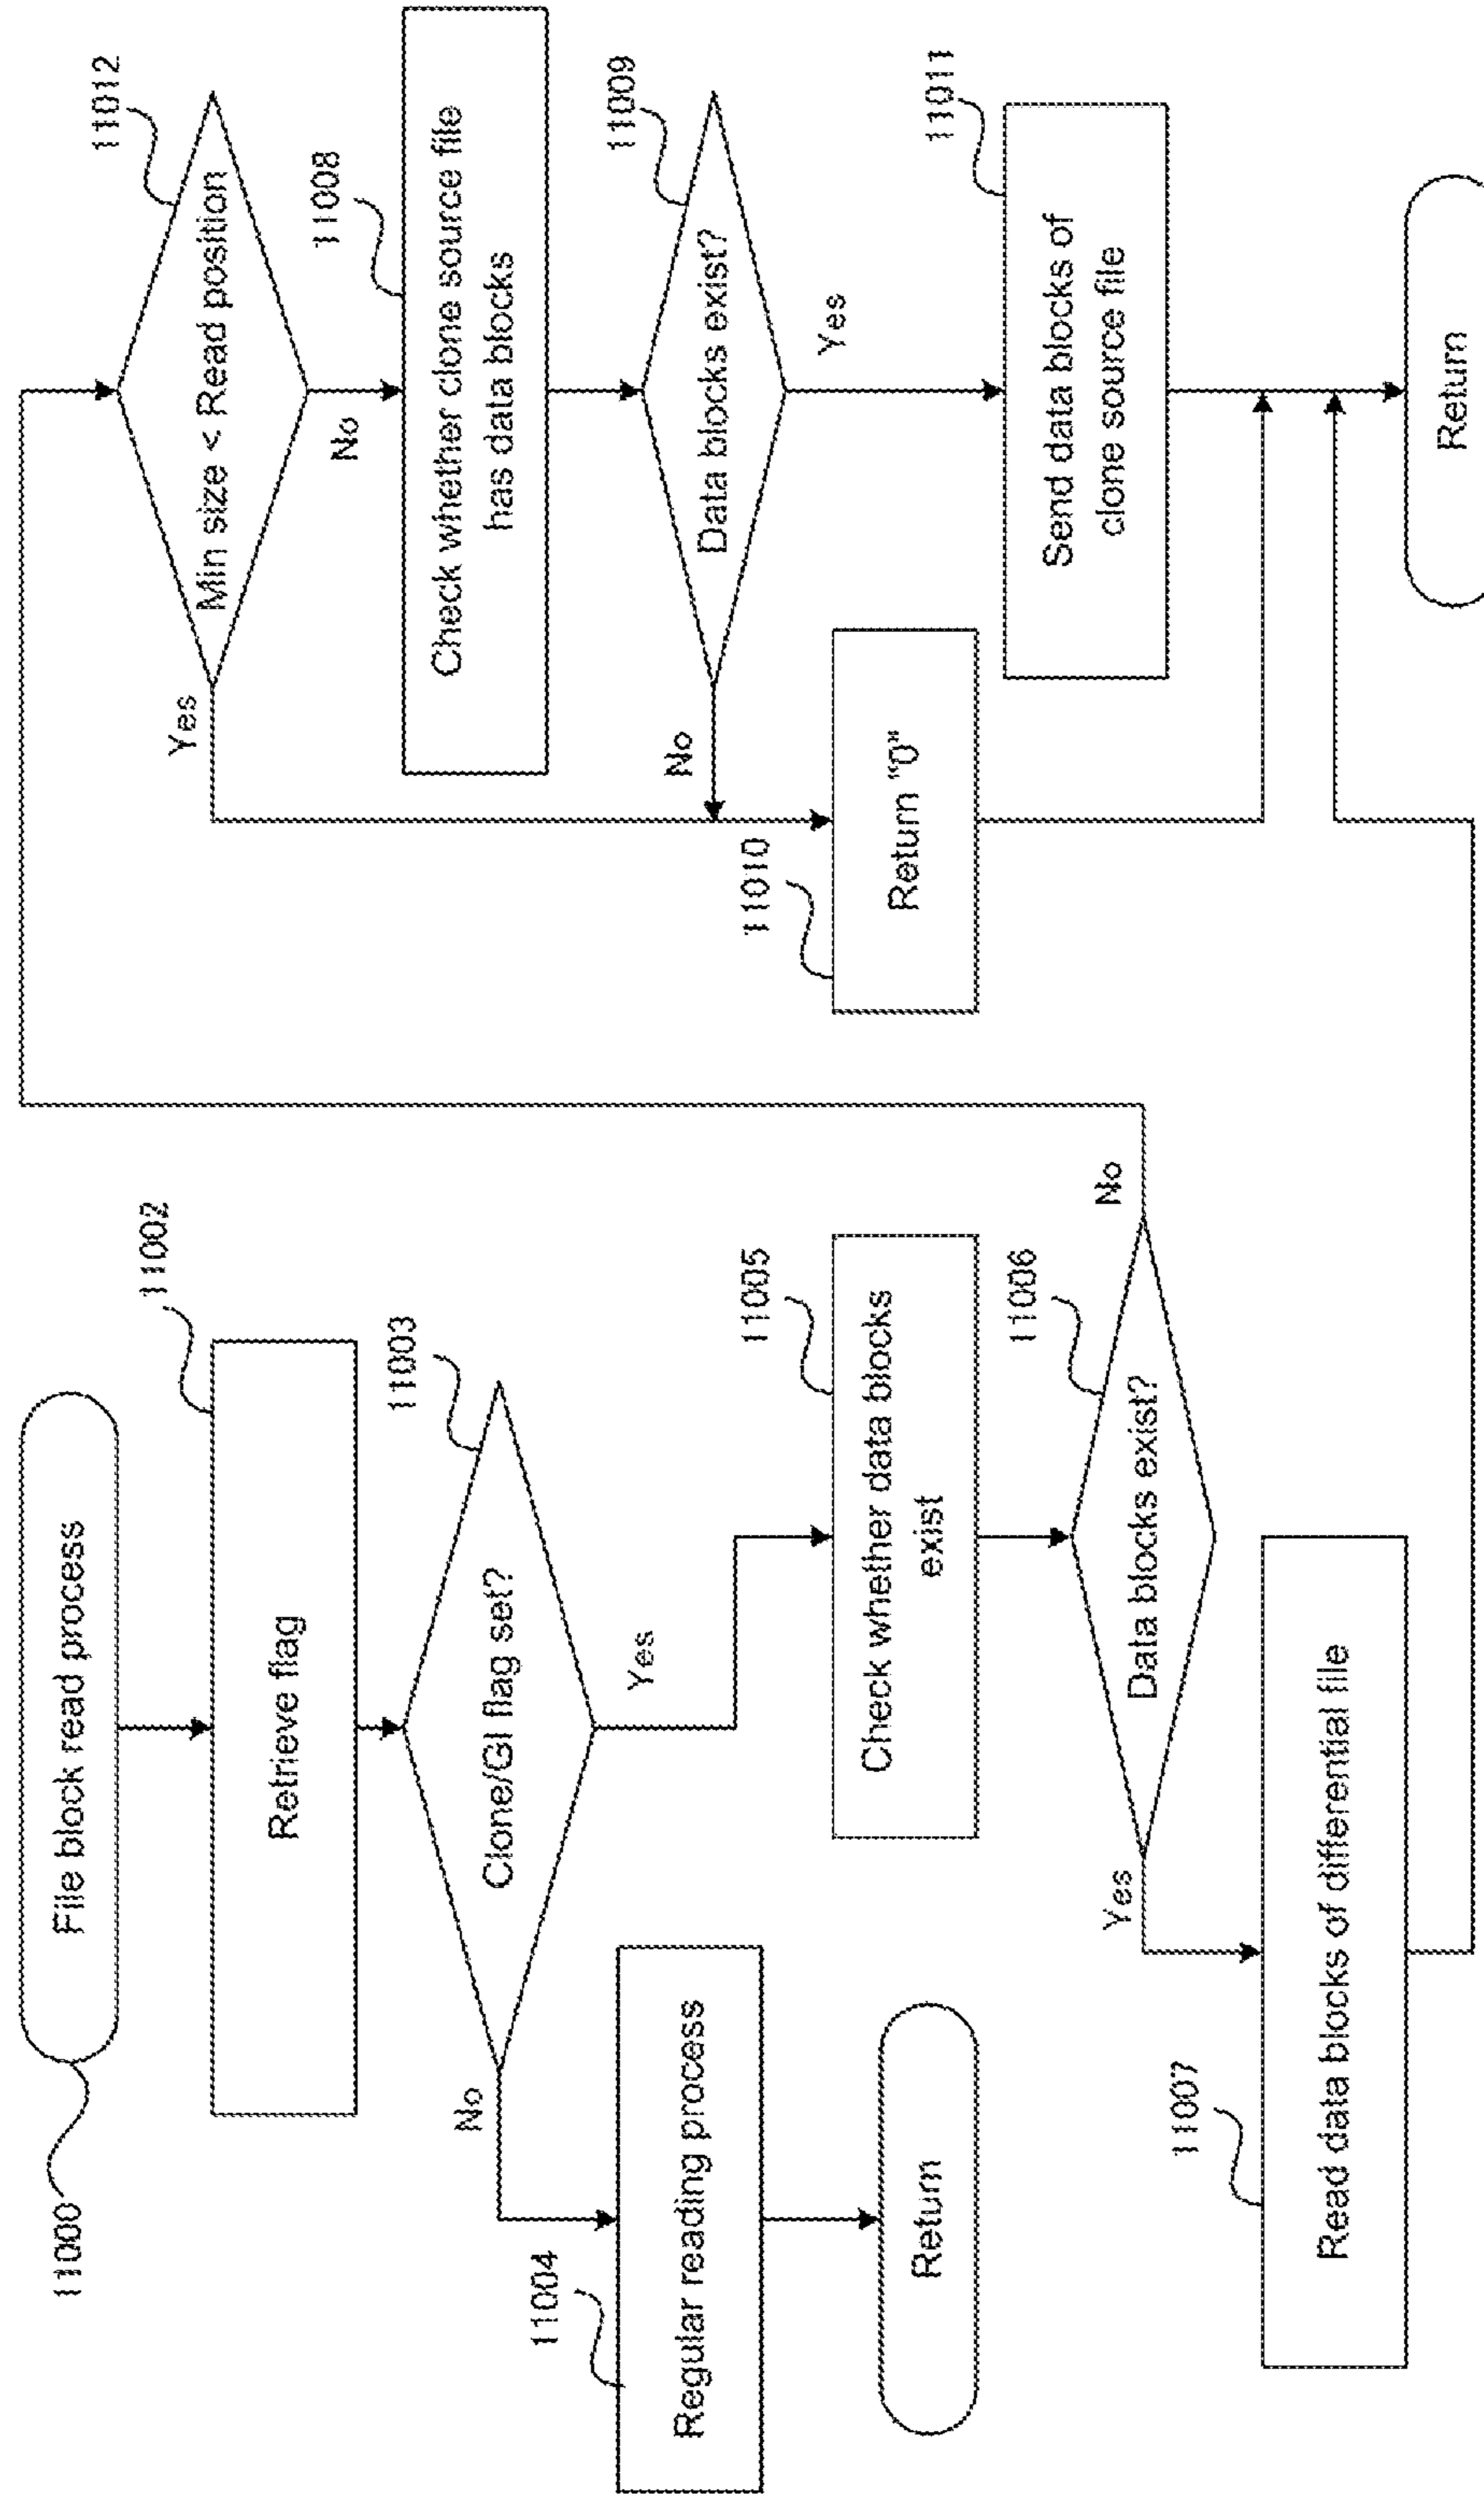 11000
File block read process
11002
Retrieve flag
11003
Clone/GI flag set?
No
Yes
11004
Regular reading process
Return
11005
Check whether data blocks
exist
11006
Data blocks exist?
Yes
No
11007
Read data blocks of differential file
11012
Min size < Read position
Yes
No
11008
Check whether clone source file
has data blocks
11009
Data blocks exist?
No
Yes
11010
Return "0"
11011
Send data blocks of
clone source file
Return